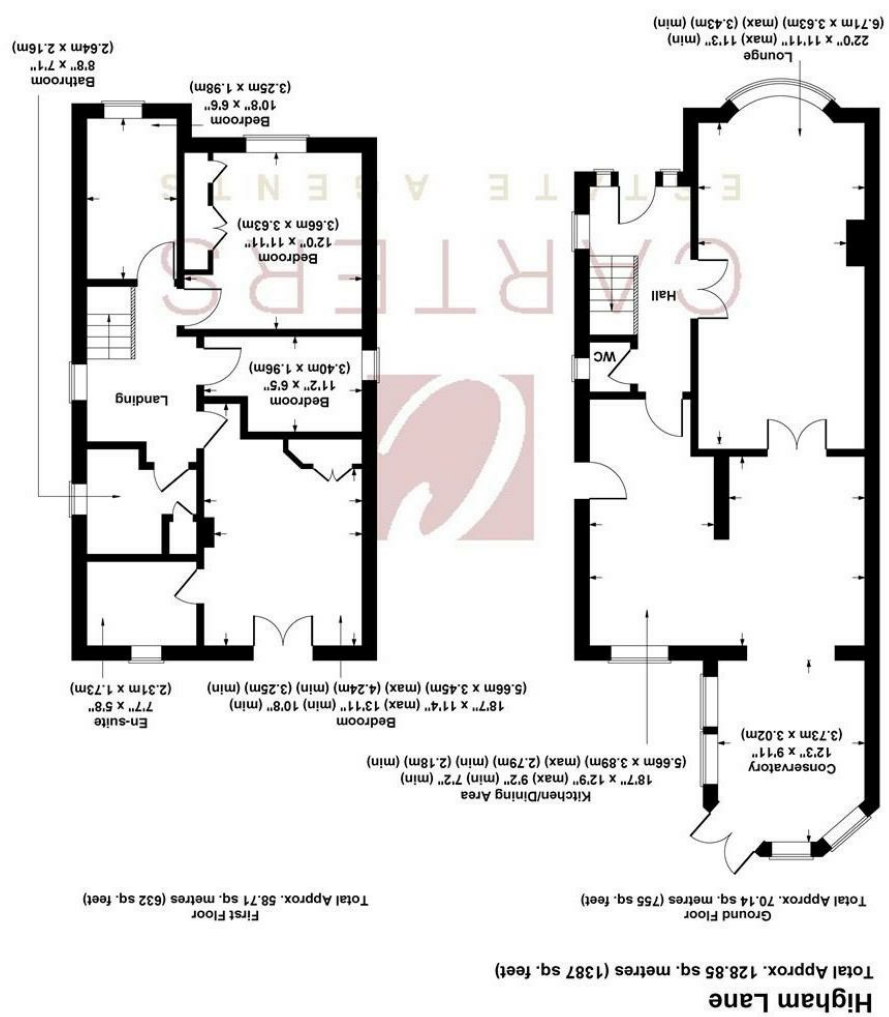 Higham Lane
Total Approx. 128.85 sq. metres (1387 sq. feet)
Ground Floor
Total Approx. 70.14 sq. metres (755 sq. feet)
Conservatory
12'3" x 9'11"
(3.73m x 3.02m)
Kitchen/Dining Area
18'7" x 12'9" (max) 9'2" (min) 7'2" (min)
(5.66m x 3.89m) (max) (2.79m) (min) (2.18m) (min)
WC
Hall
Lounge
22'0" x 11'11" (max) 11'3" (min)
(6.71m x 3.63m) (max) (3.43m) (min)
First Floor
Total Approx. 58.71 sq. metres (632 sq. feet)
Bedroom
18'7" x 11'4" (max) 13'11" (min) 10'8" (min)
(5.66m x 3.45m) (max) (4.24m) (min) (3.25m) (min)
En-suite
7'7" x 5'8"
(2.31m x 1.73m)
Landing
Bedroom
11'2" x 6'5"
(3.40m x 1.96m)
Bedroom
12'0" x 11'11"
(3.66m x 3.63m)
Bedroom
10'8" x 6'6"
(3.25m x 1.98m)
Bathroom
8'8" x 7'1"
(2.64m x 2.16m)
CARTERS
ESTATE AGENTS